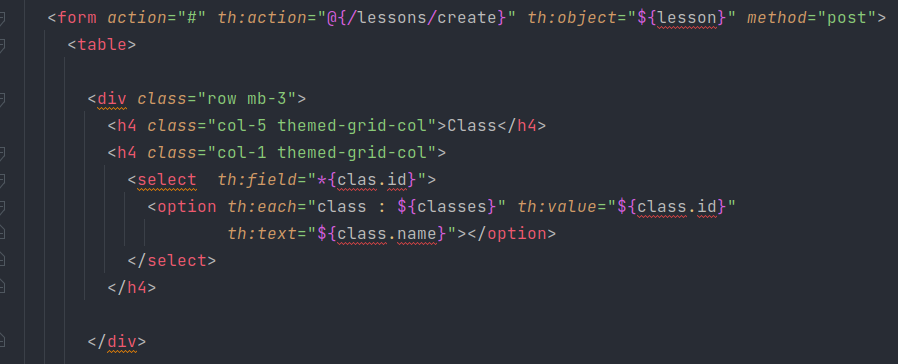 <form action="#" th:action="@{/lessons/create}" th:object="${lesson}" method="post">
<table>
<div class="row mb-3">
<h4 class="col-5 themed-grid-col">Class</h4>
<h4 class="col-1 themed-grid-col">
<select  th:field="*{clas.id}">
<option th:each="class : ${classes}" th:value="${class.id}"
th:text="${class.name}"></option>
</select>
</h4>
</div>